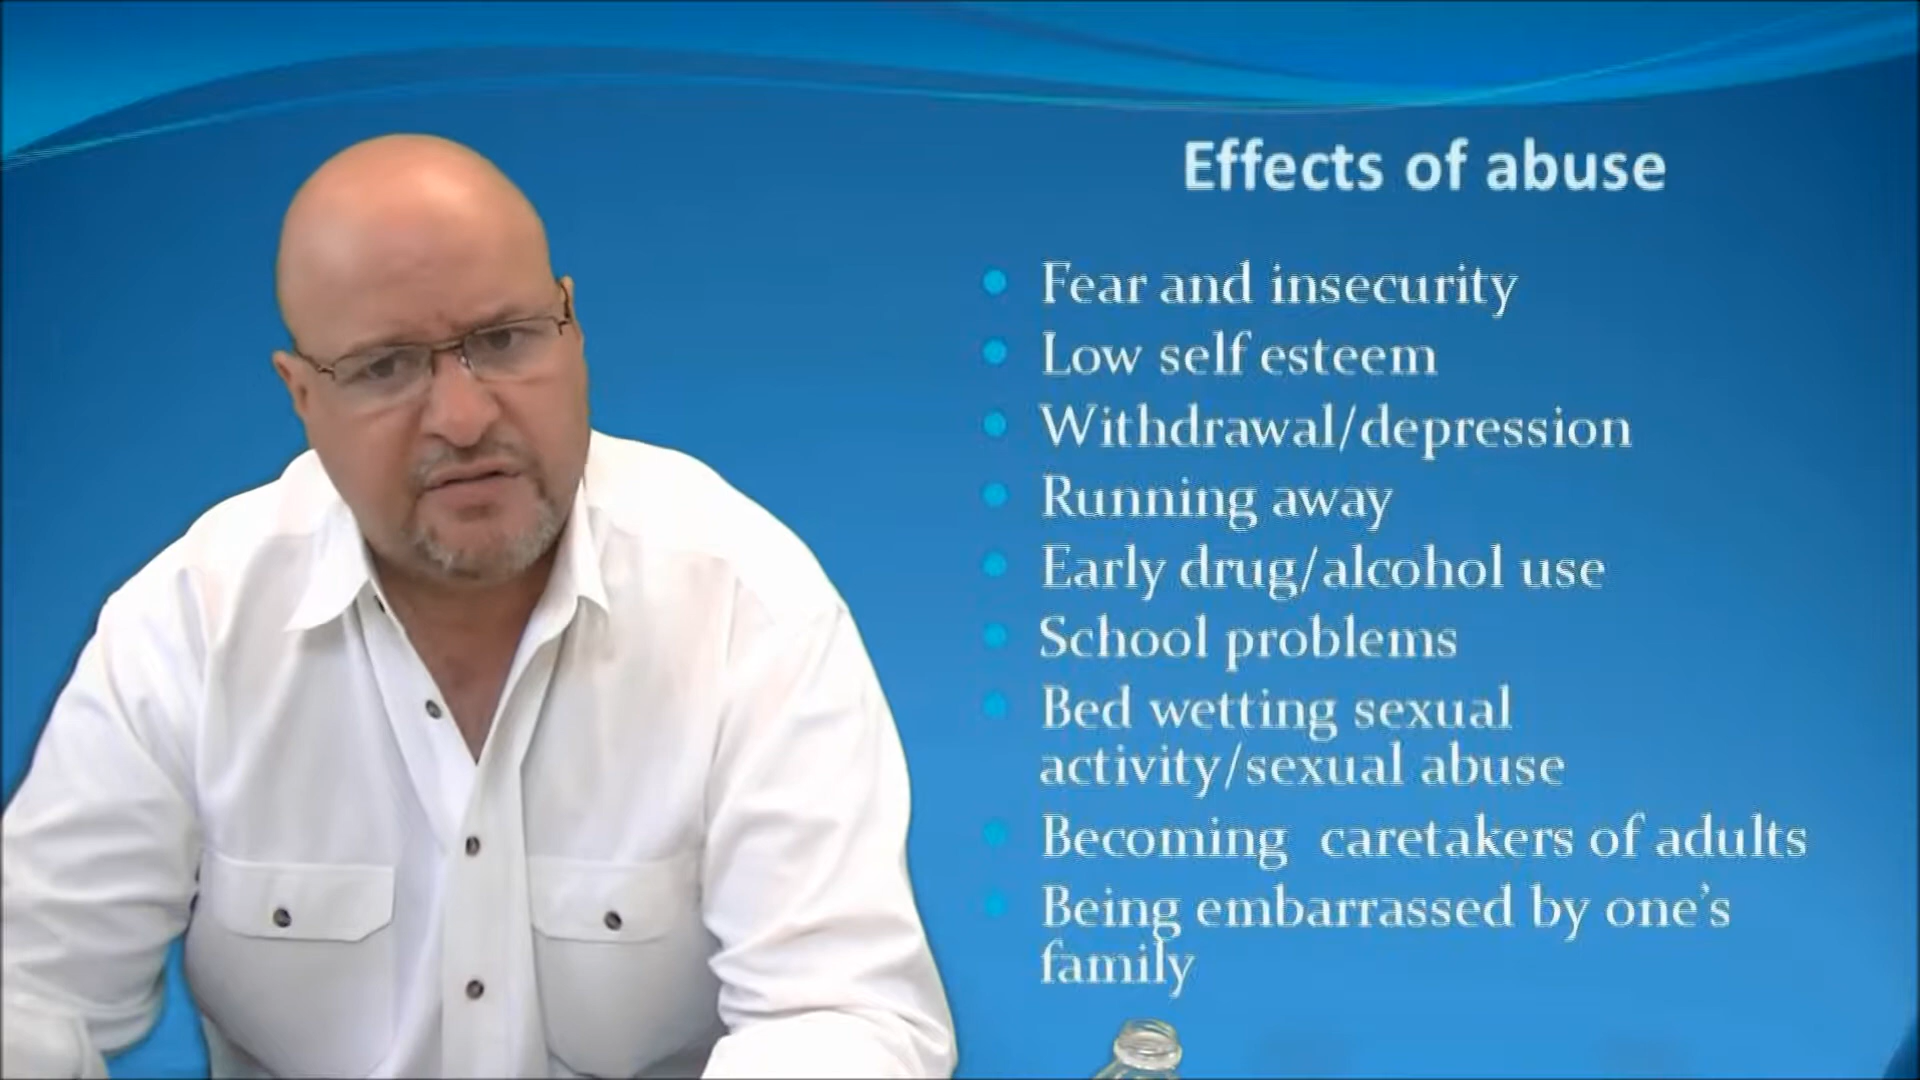 Effects of abuse
Fear and insecurity
Low self esteem
Withdrawal/depression
Running away
Early drug/alcohol use
School problems
Bed wetting sexual
activity/sexual abuse
Becoming caretakers of adults
Being embarrassed by one's
family